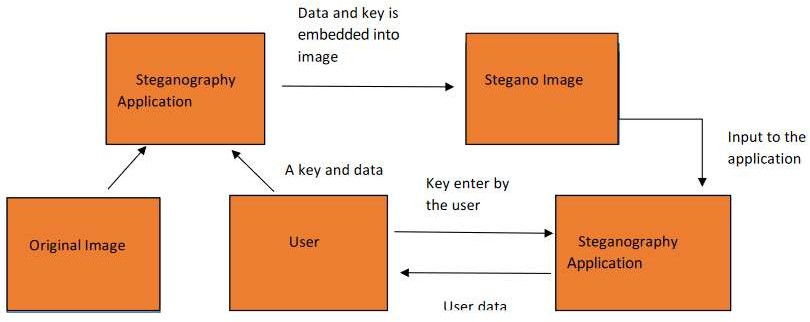 Data and key is
embedded into
image
Steganography
Application
Stegano Image
Input to the
application
A key and data
Key enter by
the user
Original Image
User
Steganography
Application
User data